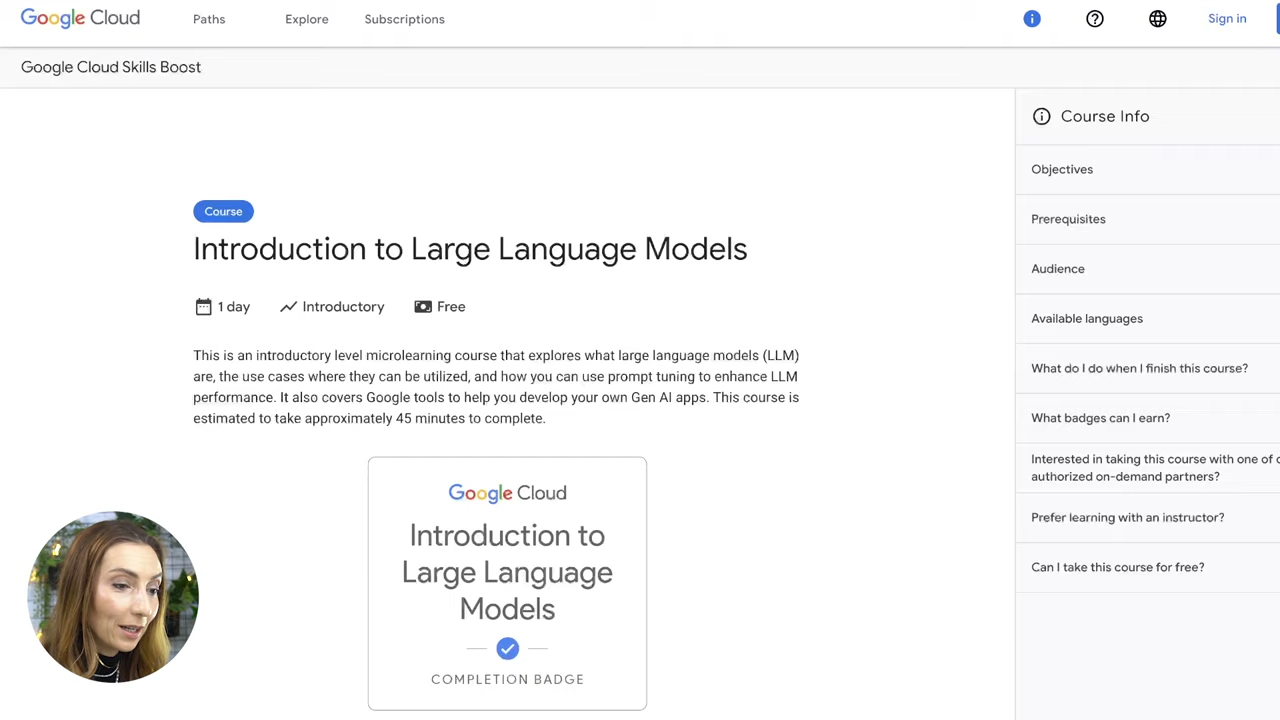 Google Cloud
Paths
Explore
Subscriptions
Sign in
Google Cloud Skills Boost
Course
Introduction to Large Language Models
1 day
Introductory
Free
This is an introductory level microlearning course that explores what large language models (LLM)
are, the use cases where they can be utilized, and how you can use prompt tuning to enhance LLM
performance. It also covers Google tools to help you develop your own Gen AI apps. This course is
estimated to take approximately 45 minutes to complete.
Google Cloud
Introduction to
Large Language
Models
COMPLETION BADGE
Course Info
Objectives
Prerequisites
Audience
Available languages
What do I do when I finish this course?
What badges can I earn?
Interested in taking this course with one of
authorized on-demand partners?
Prefer learning with an instructor?
Can I take this course for free?